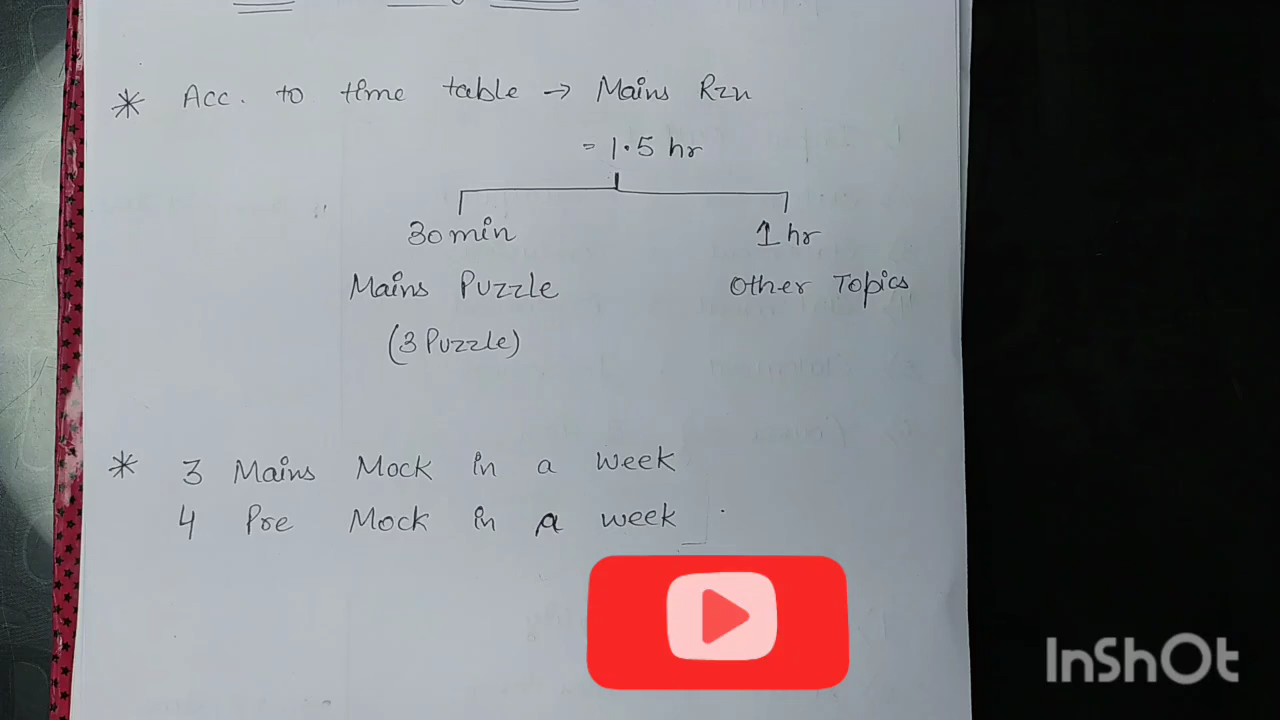 * Acc. to time table → Mains Rzn
= 1.5 hr
30 min 1 hr
Mains Puzzle Other Topics
(3 Puzzle)
* 3 Mains Mock in a week
4 Pre Mock in a week
InShOt